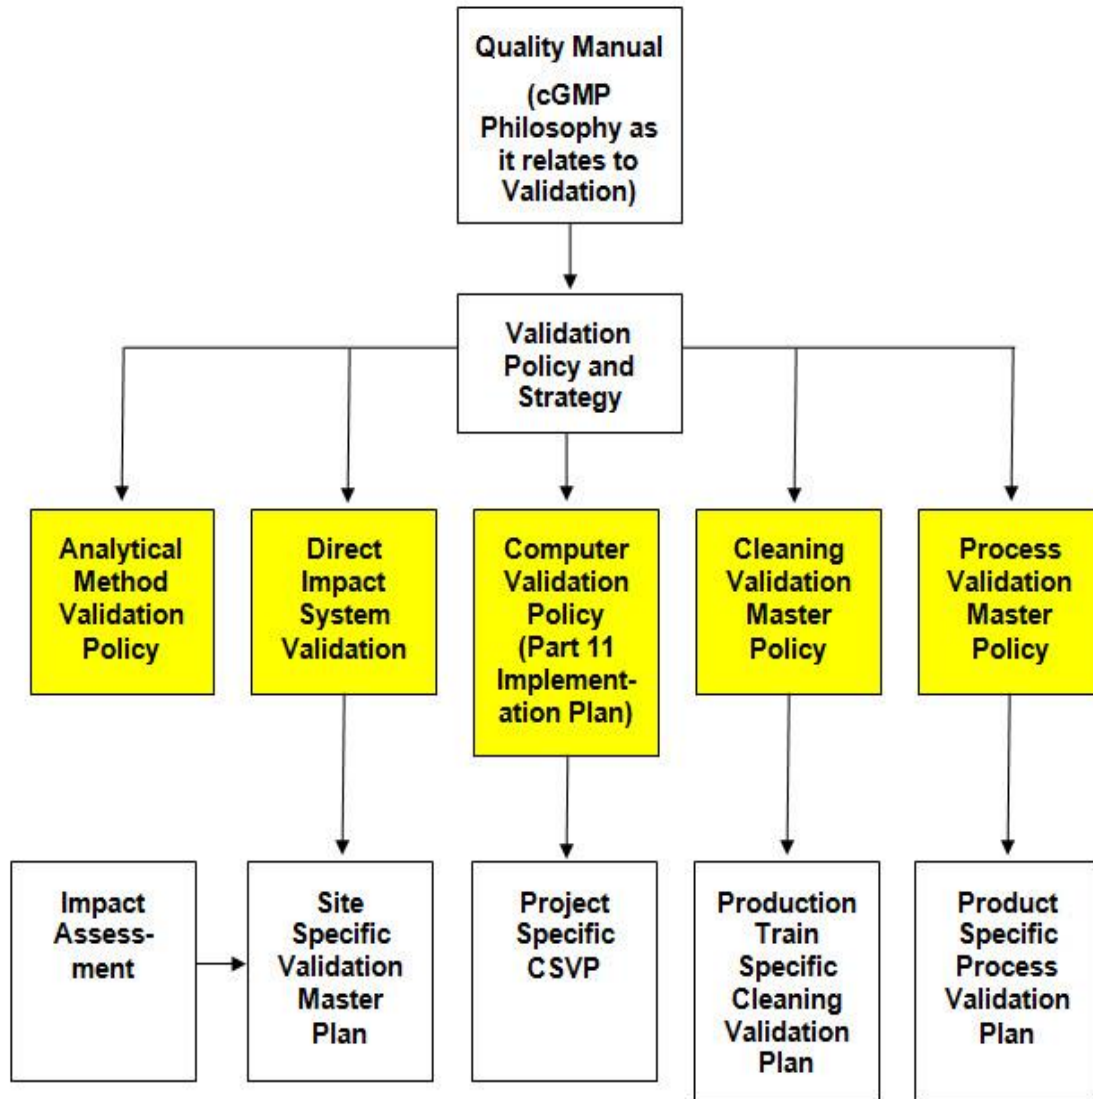 Quality Manual
(cGMP
Philosophy as
it relates to
Validation)
Validation
Policy and
Strategy
Analytical
Method
Validation
Policy
Direct
Impact
System
Validation
Computer
Validation
Policy
(Part 11
Implement-
ation Plan)
Cleaning
Validation
Master
Policy
Process
Validation
Master
Policy
Impact
Assess-
ment
Site
Specific
Validation
Master
Plan
Project
Specific
CSVP
Production
Train
Specific
Cleaning
Validation
Plan
Product
Specific
Process
Validation
Plan